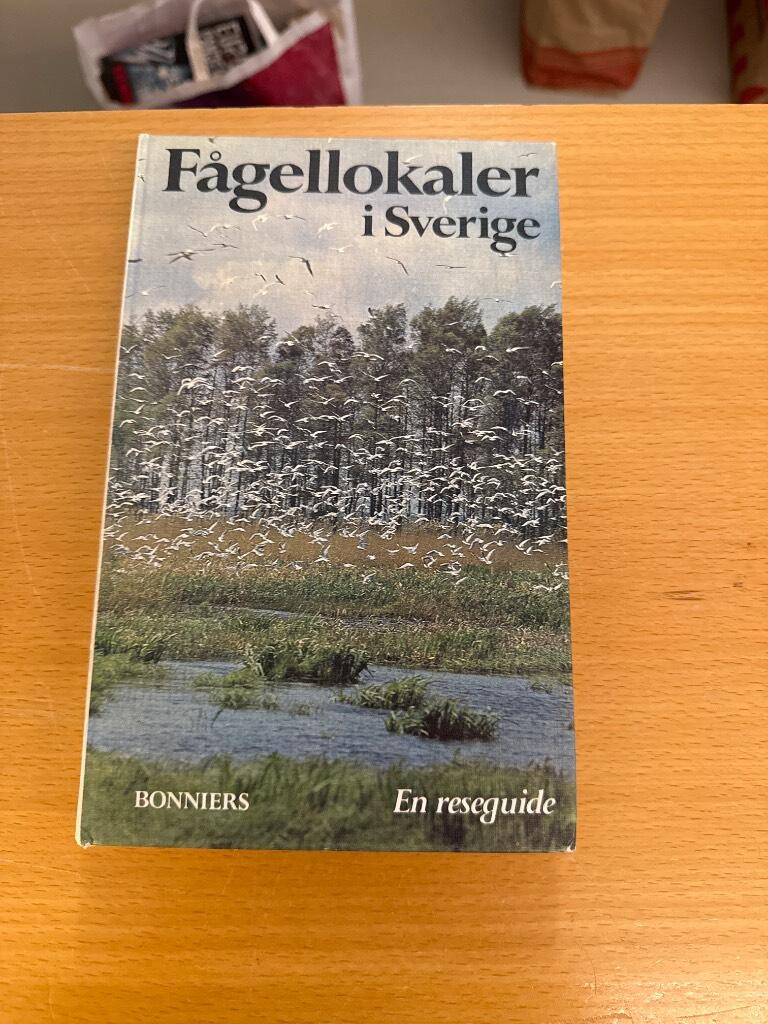 Fågellokaler
i Sverige
BONNIERS
En reseguide